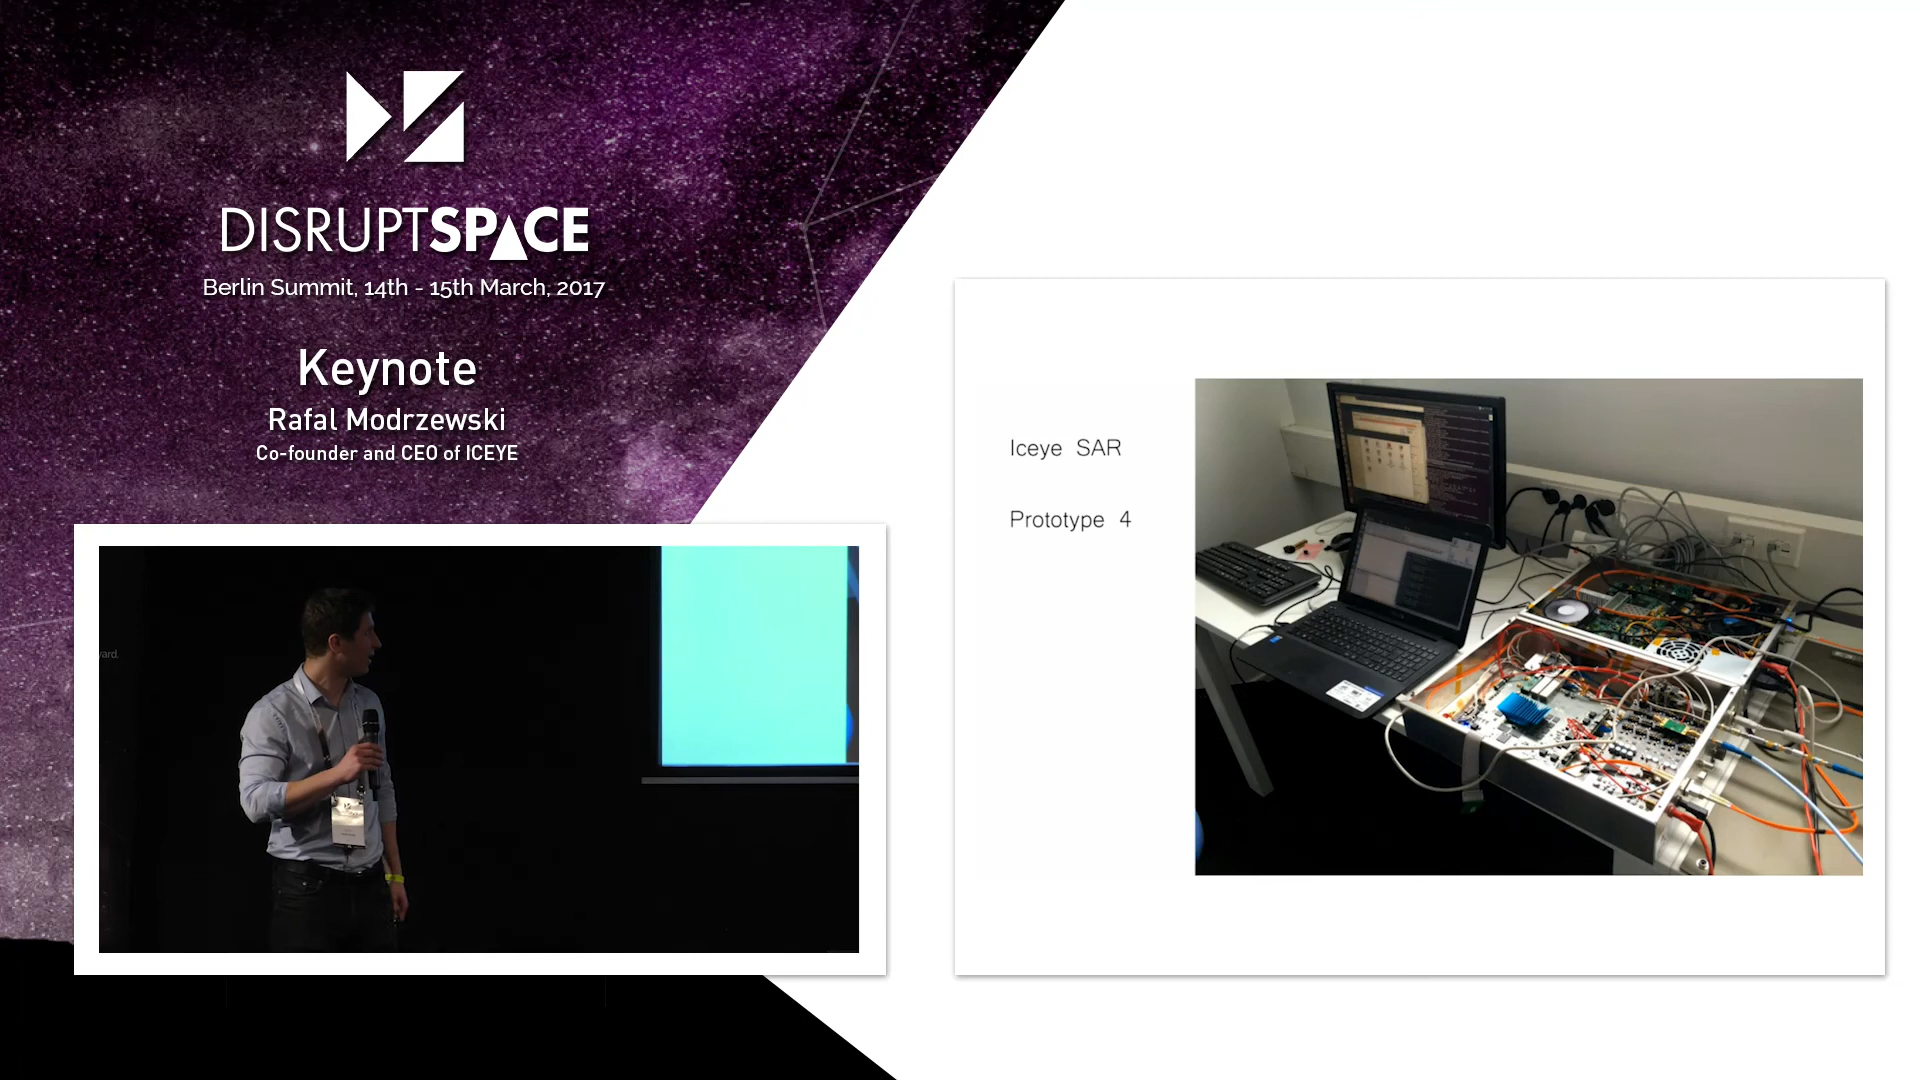 DISRUPTSPACE
Berlin Summit, 14th - 15th March, 2017
Keynote
Rafal Modrzewski
Co-founder and CEO of ICEYE
Iceye SAR
Prototype 4